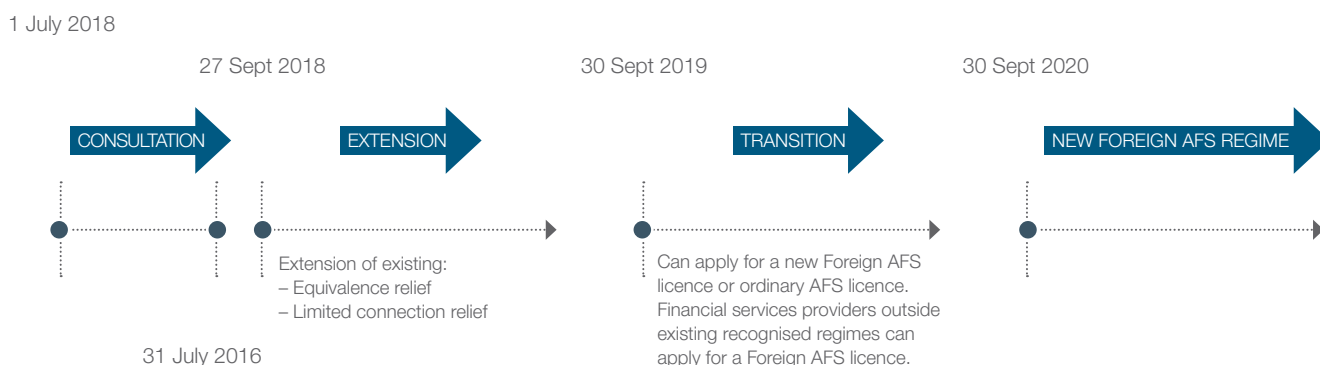 1 July 2018
27 Sept 2018
30 Sept 2019
30 Sept 2020
CONSULTATION
EXTENSION
TRANSITION
NEW FOREIGN AFS REGIME
Extension of existing:
– Equivalence relief
– Limited connection relief
Can apply for a new Foreign AFS
licence or ordinary AFS licence.
Financial services providers outside
existing recognised regimes can
apply for a Foreign AFS licence.
31 July 2016